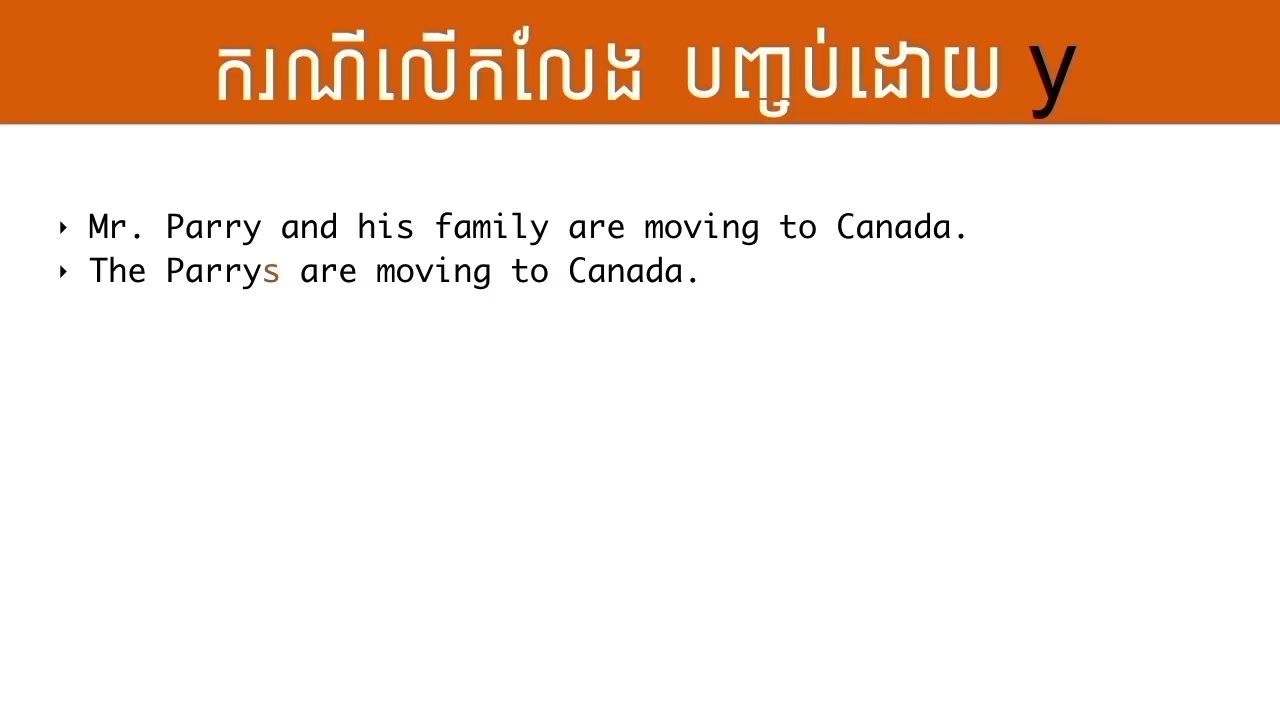 ករណីលើកលែង បញ្ចប់ដោយ y
‣ Mr. Parry and his family are moving to Canada.
‣ The Parrys are moving to Canada.